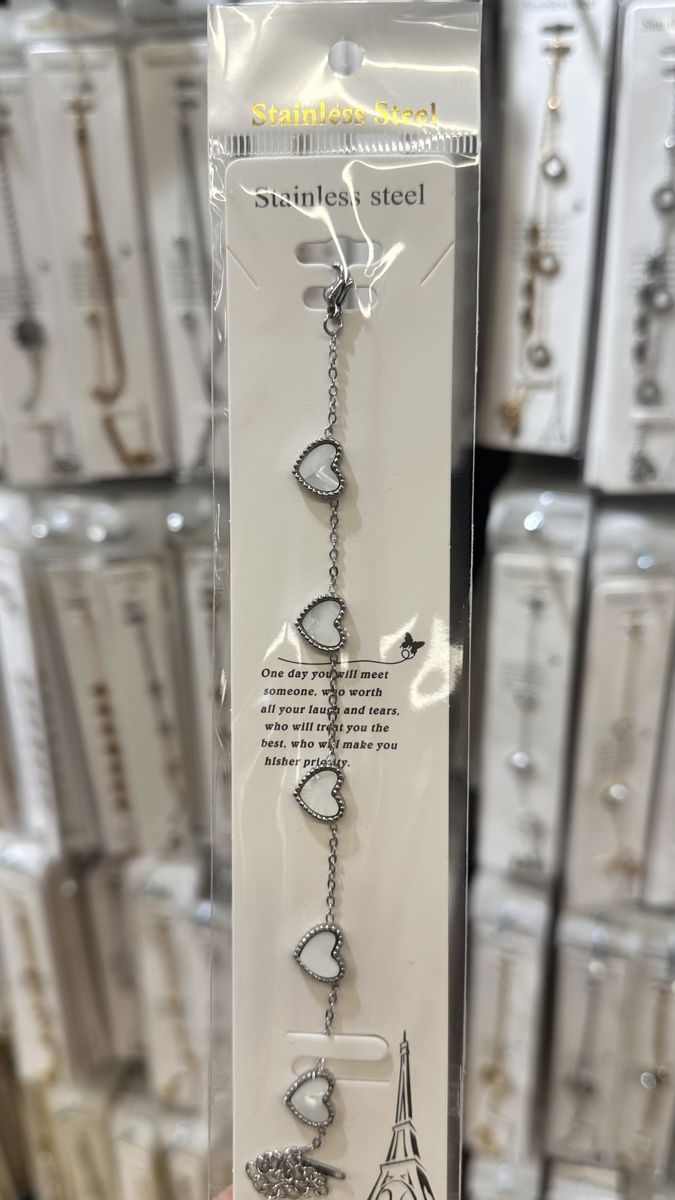 Stainless Steel
Stainless steel
One day you will meet
someone, who worth
all your laugh and tears,
who will treat you the
best, who will make you
hisher priority.